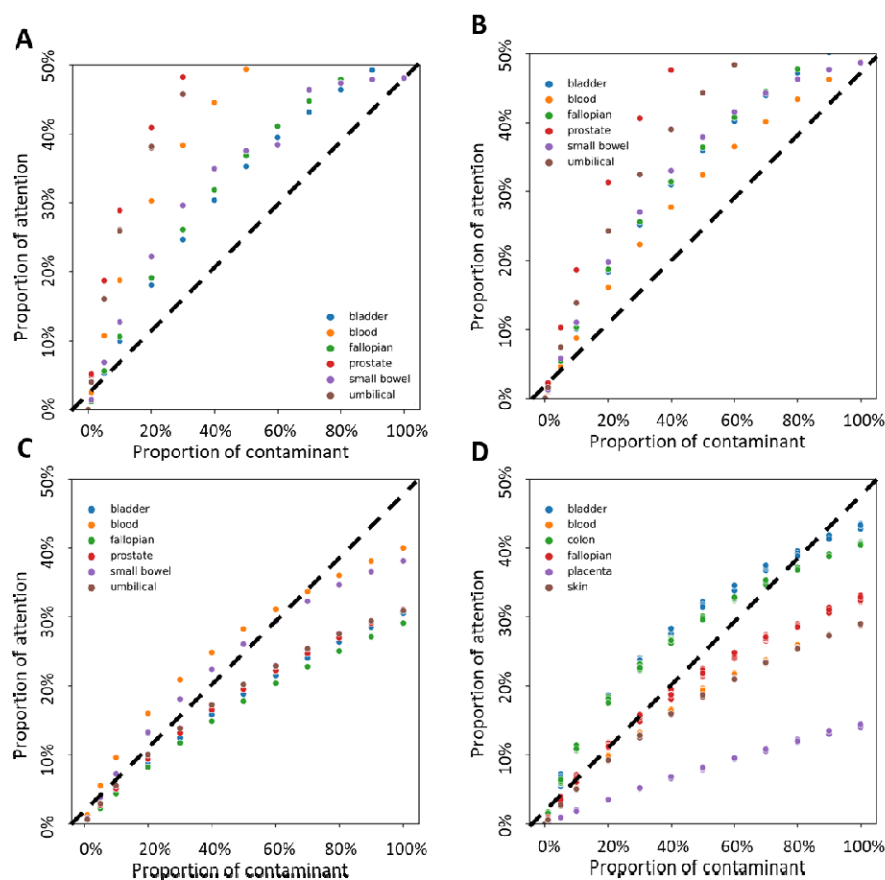 A
50%
40%
30%
20%
10%
0%
Proportion of attention
bladder
blood
fallopian
prostate
small bowel
umbilical
0% 20% 40% 60% 80% 100%
Proportion of contaminant
B
50%
40%
30%
20%
10%
0%
Proportion of attention
bladder
blood
fallopian
prostate
small bowel
umbilical
0% 20% 40% 60% 80% 100%
Proportion of contaminant
C
50%
40%
30%
20%
10%
0%
Proportion of attention
bladder
blood
fallopian
prostate
small bowel
umbilical
0% 20% 40% 60% 80% 100%
Proportion of contaminant
D
50%
40%
30%
20%
10%
0%
Proportion of attention
bladder
blood
colon
fallopian
placenta
skin
0% 20% 40% 60% 80% 100%
Proportion of contaminant